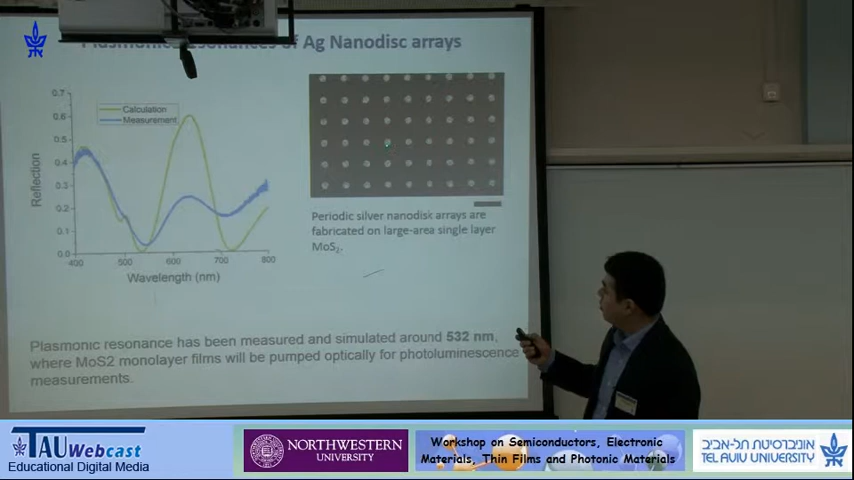 Plasmonic Resonances of Ag Nanodisc arrays
0.7
0.6
0.5
0.4
0.3
0.2
0.1
0.0
Reflection
Calculation
Measurement
400
500
600
700
800
Wavelength (nm)
Periodic silver nanodisk arrays are
fabricated on large-area single layer
MoS2.
Plasmonic resonance has been measured and simulated around 532 nm,
where MoS2 monolayer films will be pumped optically for photoluminescence
measurements.
TAU Webcast
Educational Digital Media
NORTHWESTERN
UNIVERSITY
Workshop on Semiconductors, Electronic
Materials, Thin Films and Photonic Materials
אוניברסיטת תל-אביב
TEL AVIV UNIVERSITY